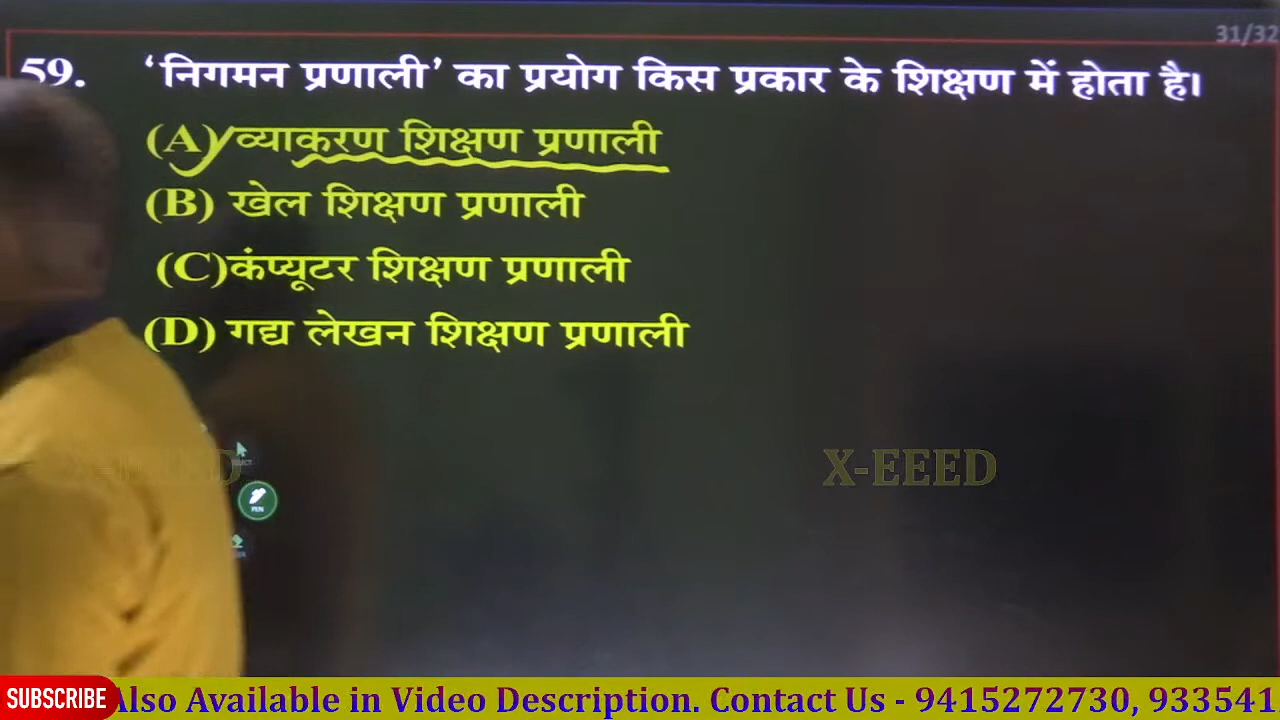 31/32
59. 'निगमन प्रणाली' का प्रयोग किस प्रकार के शिक्षण में होता है।
(A) व्याकरण शिक्षण प्रणाली
(B) खेल शिक्षण प्रणाली
(C) कंप्यूटर शिक्षण प्रणाली
(D) गद्य लेखन शिक्षण प्रणाली
X-EEED
PEN
SUBSCRIBE
Also Available in Video Description. Contact Us - 9415272730, 933541